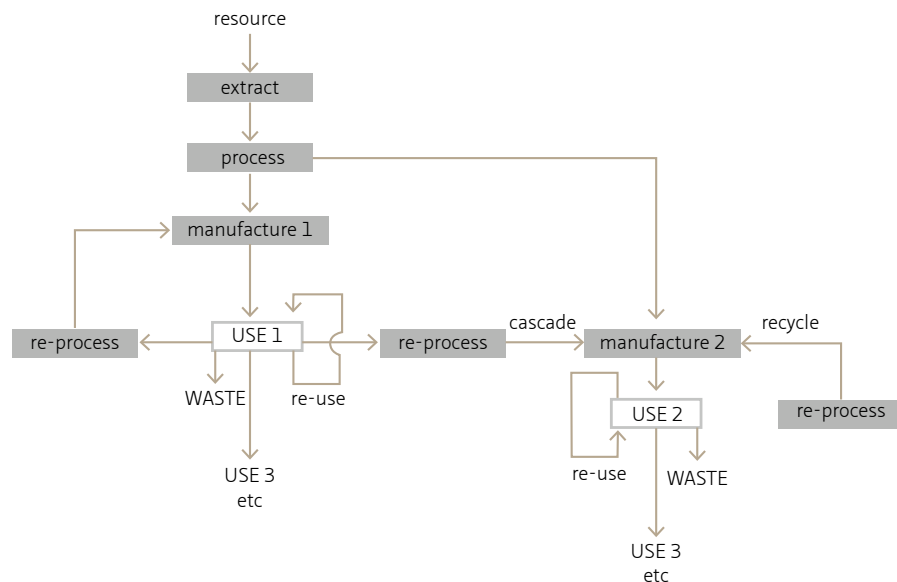 resource
extract
process
manufacture 1
cascade
recycle
re-process
USE 1
re-process
manufacture 2
WASTE
re-use
USE 2
re-process
USE 3
etc
re-use
WASTE
USE 3
etc